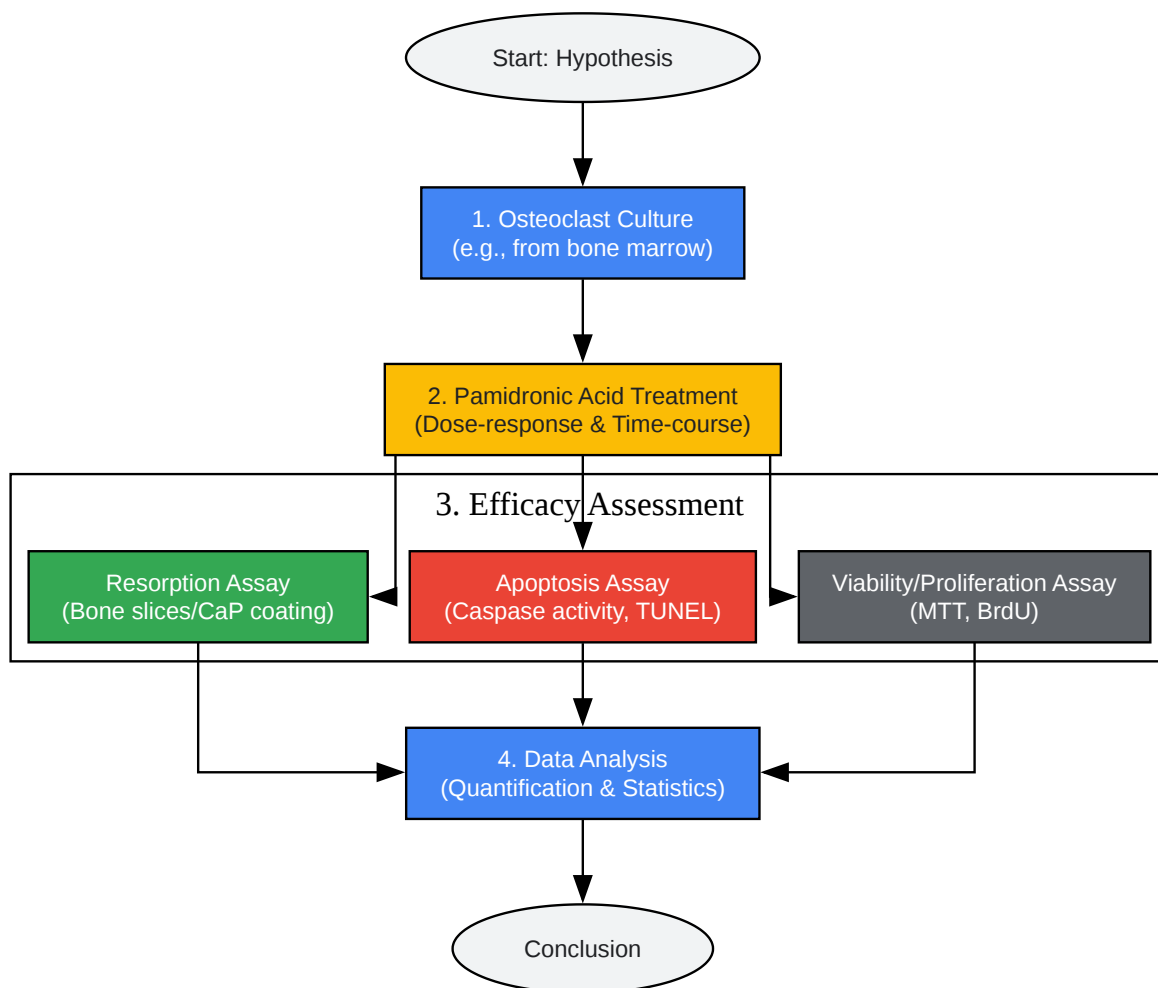 Start: Hypothesis
1. Osteoclast Culture
(e.g., from bone marrow)
2. Pamidronic Acid Treatment
(Dose-response & Time-course)
3. Efficacy Assessment
Resorption Assay
(Bone slices/CaP coating)
Apoptosis Assay
(Caspase activity, TUNEL)
Viability/Proliferation Assay
(MTT, BrdU)
4. Data Analysis
(Quantification & Statistics)
Conclusion